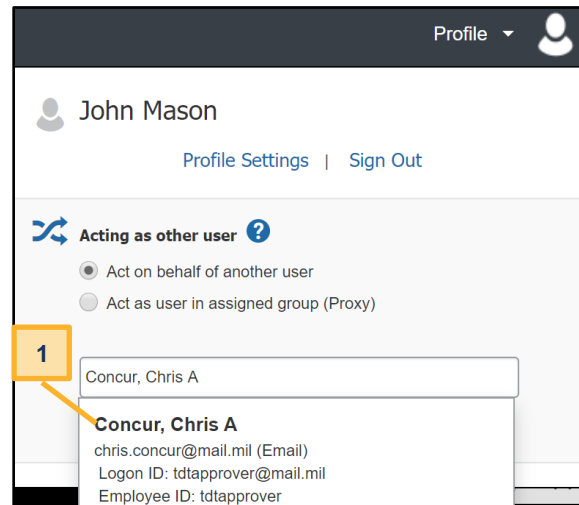 Profile
John Mason
Profile Settings | Sign Out
Acting as other user ?
Act on behalf of another user
Act as user in assigned group (Proxy)
1
Concur, Chris A
Concur, Chris A
chris.concur@mail.mil (Email)
Logon ID: tdtapprover@mail.mil
Employee ID: tdtapprover